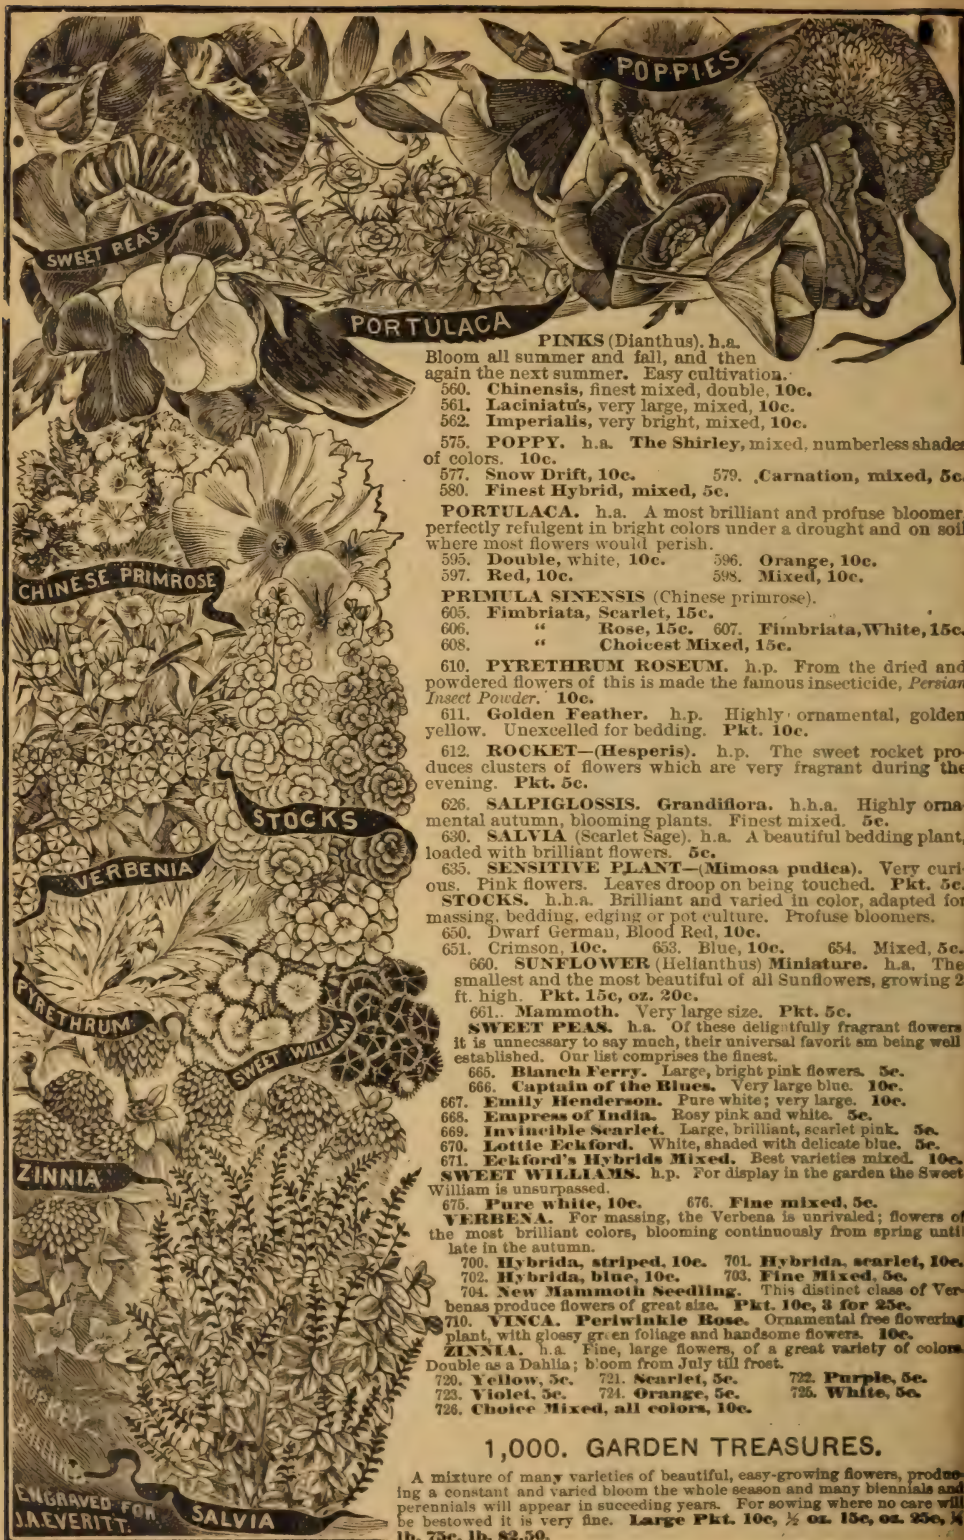 POPPIES
SWEET PEAS
PORTULACA
CHINESE PRIMROSE
STOCKS
VERBENIA
PYRETHRUM
SWEET WILLIAM
ZINNIA
SALVIA
ENGRAVED FOR
J.A. EVERITT.
PINKS (Dianthus). h.a.
Bloom all summer and fall, and then
again the next summer. Easy cultivation.
560. Chinensis, finest mixed, double, 10c.
561. Laciniatus, very large, mixed, 10c.
562. Imperialis, very bright, mixed, 10c.
575. POPPY. h.a. The Shirley, mixed, numberless shades
of colors. 10c.
577. Snow Drift, 10c. 579. Carnation, mixed, 5c.
580. Finest Hybrid, mixed, 5c.
PORTULACA. h.a. A most brilliant and profuse bloomer
perfectly refulgent in bright colors under a drought and on soil
where most flowers would perish.
595. Double, white, 10c. 596. Orange, 10c.
597. Red, 10c. 598. Mixed, 10c.
PRIMULA SINENSIS (Chinese primrose).
605. Fimbriata, Scarlet, 15c.
606. " Rose, 15c. 607. Fimbriata, White, 15c.
608. " Choicest Mixed, 15c.
610. PYRETHRUM ROSEUM. h.p. From the dried and
powdered flowers of this is made the famous insecticide, Persian
Insect Powder. 10c.
611. Golden Feather. h.p. Highly ornamental, golden
yellow. Unexcelled for bedding. Pkt. 10c.
612. ROCKET—(Hesperis). h.p. The sweet rocket pro-
duces clusters of flowers which are very fragrant during the
evening. Pkt. 5c.
626. SALPIGLOSSIS. Grandiflora. h.h.a. Highly orna-
mental autumn, blooming plants. Finest mixed. 5c.
630. SALVIA (Scarlet Sage). h.a. A beautiful bedding plant,
loaded with brilliant flowers. 5c.
635. SENSITIVE PLANT—(Mimosa pudica). Very curi-
ous. Pink flowers. Leaves droop on being touched. Pkt. 5c.
STOCKS. h.h.a. Brilliant and varied in color, adapted for
massing, bedding, edging or pot culture. Profuse bloomers.
650. Dwarf German, Blood Red, 10c.
651. Crimson, 10c. 653. Blue, 10c. 654. Mixed, 5c.
660. SUNFLOWER (Helianthus) Miniature. h.a. The
smallest and the most beautiful of all Sunflowers, growing 2
ft. high. Pkt. 15c, oz. 20c.
661.. Mammoth. Very large size. Pkt. 5c.
SWEET PEAS. h.a. Of these delightfully fragrant flowers
it is unnecssary to say much, their universal favorit sm being well
established. Our list comprises the finest.
665. Blanch Ferry. Large, bright pink flowers. 5c.
666. Captain of the Blues. Very large blue. 10c.
667. Emily Henderson. Pure white; very large. 10c.
668. Empress of India. Rosy pink and white. 5c.
669. Invincible Scarlet. Large, brilliant, scarlet pink. 5c.
670. Lottie Eckford. White, shaded with delicate blue. 5c.
671. Eckford's Hybrids Mixed. Best varieties mixed. 10c.
SWEET WILLIAMS. h.p. For display in the garden the Sweet
William is unsurpassed.
675. Pure white, 10c. 676. Fine mixed, 5c.
VERBENA. For massing, the Verbena is unrivaled; flowers of
the most brilliant colors, blooming continuously from spring until
late in the autumn.
700. Hybrida, striped, 10c. 701. Hybrida, scarlet, 10c.
702. Hybrida, blue, 10c. 703. Fine Mixed, 5c.
704. New Mammoth Seedling. This distinct class of Ver-
benas produce flowers of great size. Pkt. 10c, 3 for 25c.
710. VINCA. Periwinkle Rose. Ornamental free flowering
plant, with glossy green foliage and handsome flowers. 10c.
ZINNIA. h.a. Fine, large flowers, of a great variety of colors.
Double as a Dahlia; bloom from July till frost.
720. Yellow, 5c. 721. Scarlet, 5c. 722. Purple, 5c.
723. Violet, 5c. 724. Orange, 5c. 725. White, 5c.
726. Choice Mixed, all colors, 10c.
1,000. GARDEN TREASURES.
A mixture of many varieties of beautiful, easy-growing flowers, produc-
ing a constant and varied bloom the whole season and many biennials and
perennials will appear in succeding years. For sowing where no care will
be bestowed it is very fine. Large Pkt. 10c, ½ oz. 15c, oz. 25c, ¼
lb. 75c, lb. $2.50.